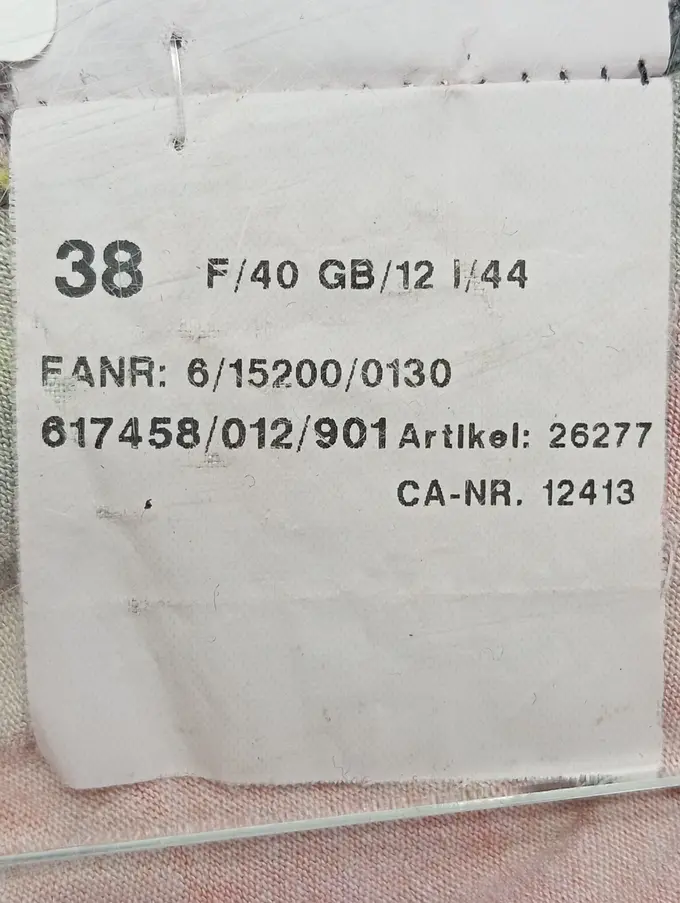 38 F/40 GB/12 I/44
EANR: 6/15200/0130
617458/012/901 Artikel: 26277
CA-NR. 12413